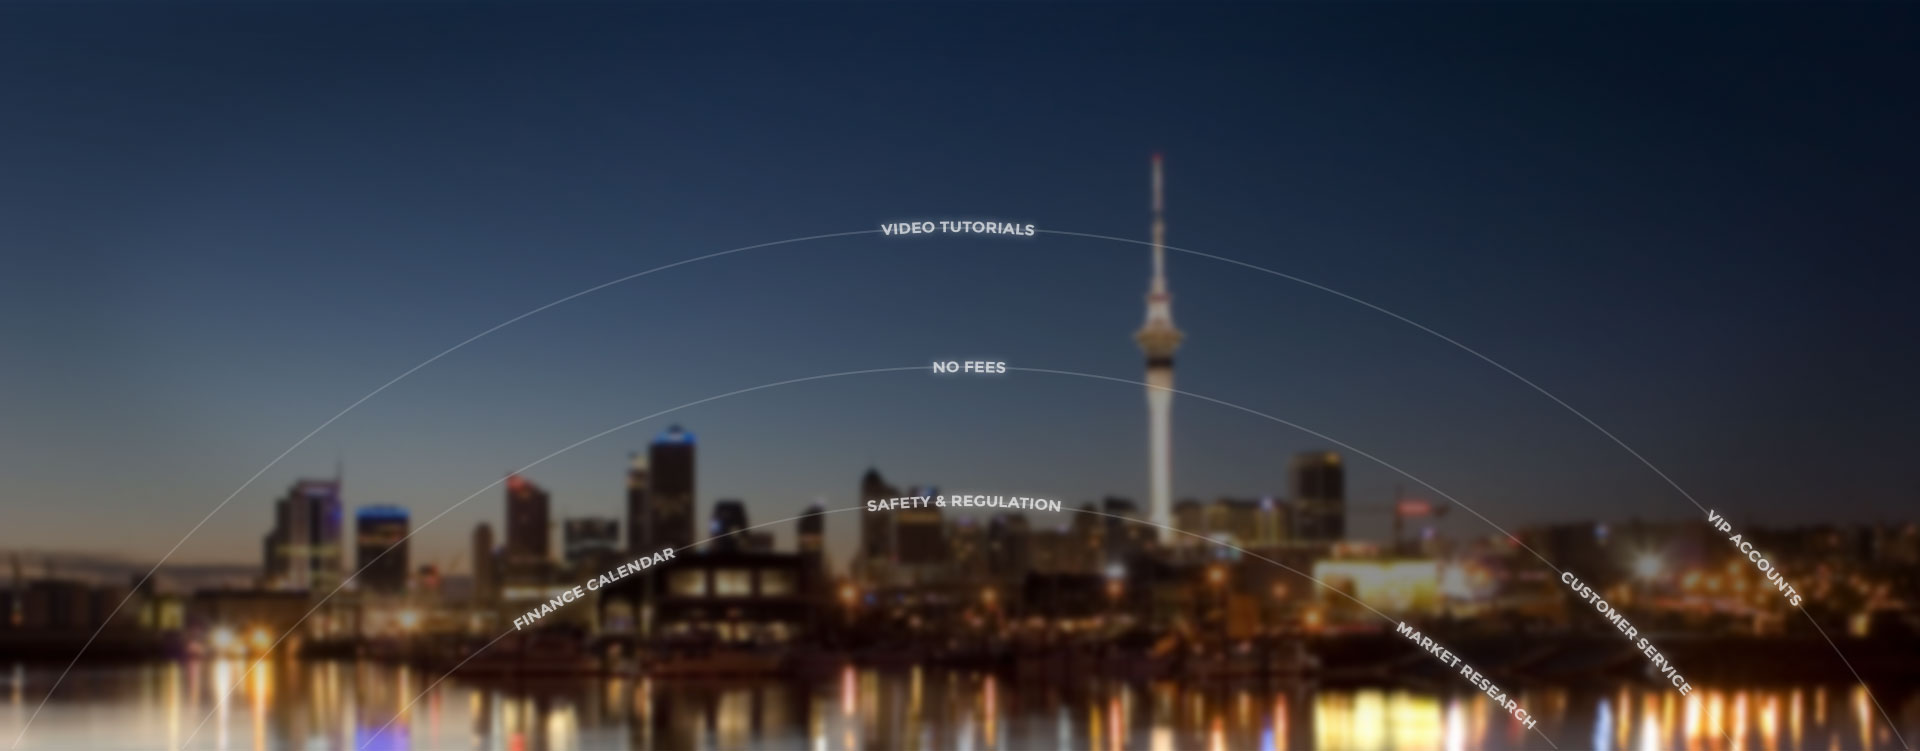 VIDEO TUTORIALS
NO FEES
SAFETY & REGULATION
FINANCE CALENDAR
VIP ACCOUNTS
CUSTOMER SERVICE
MARKET RESEARCH